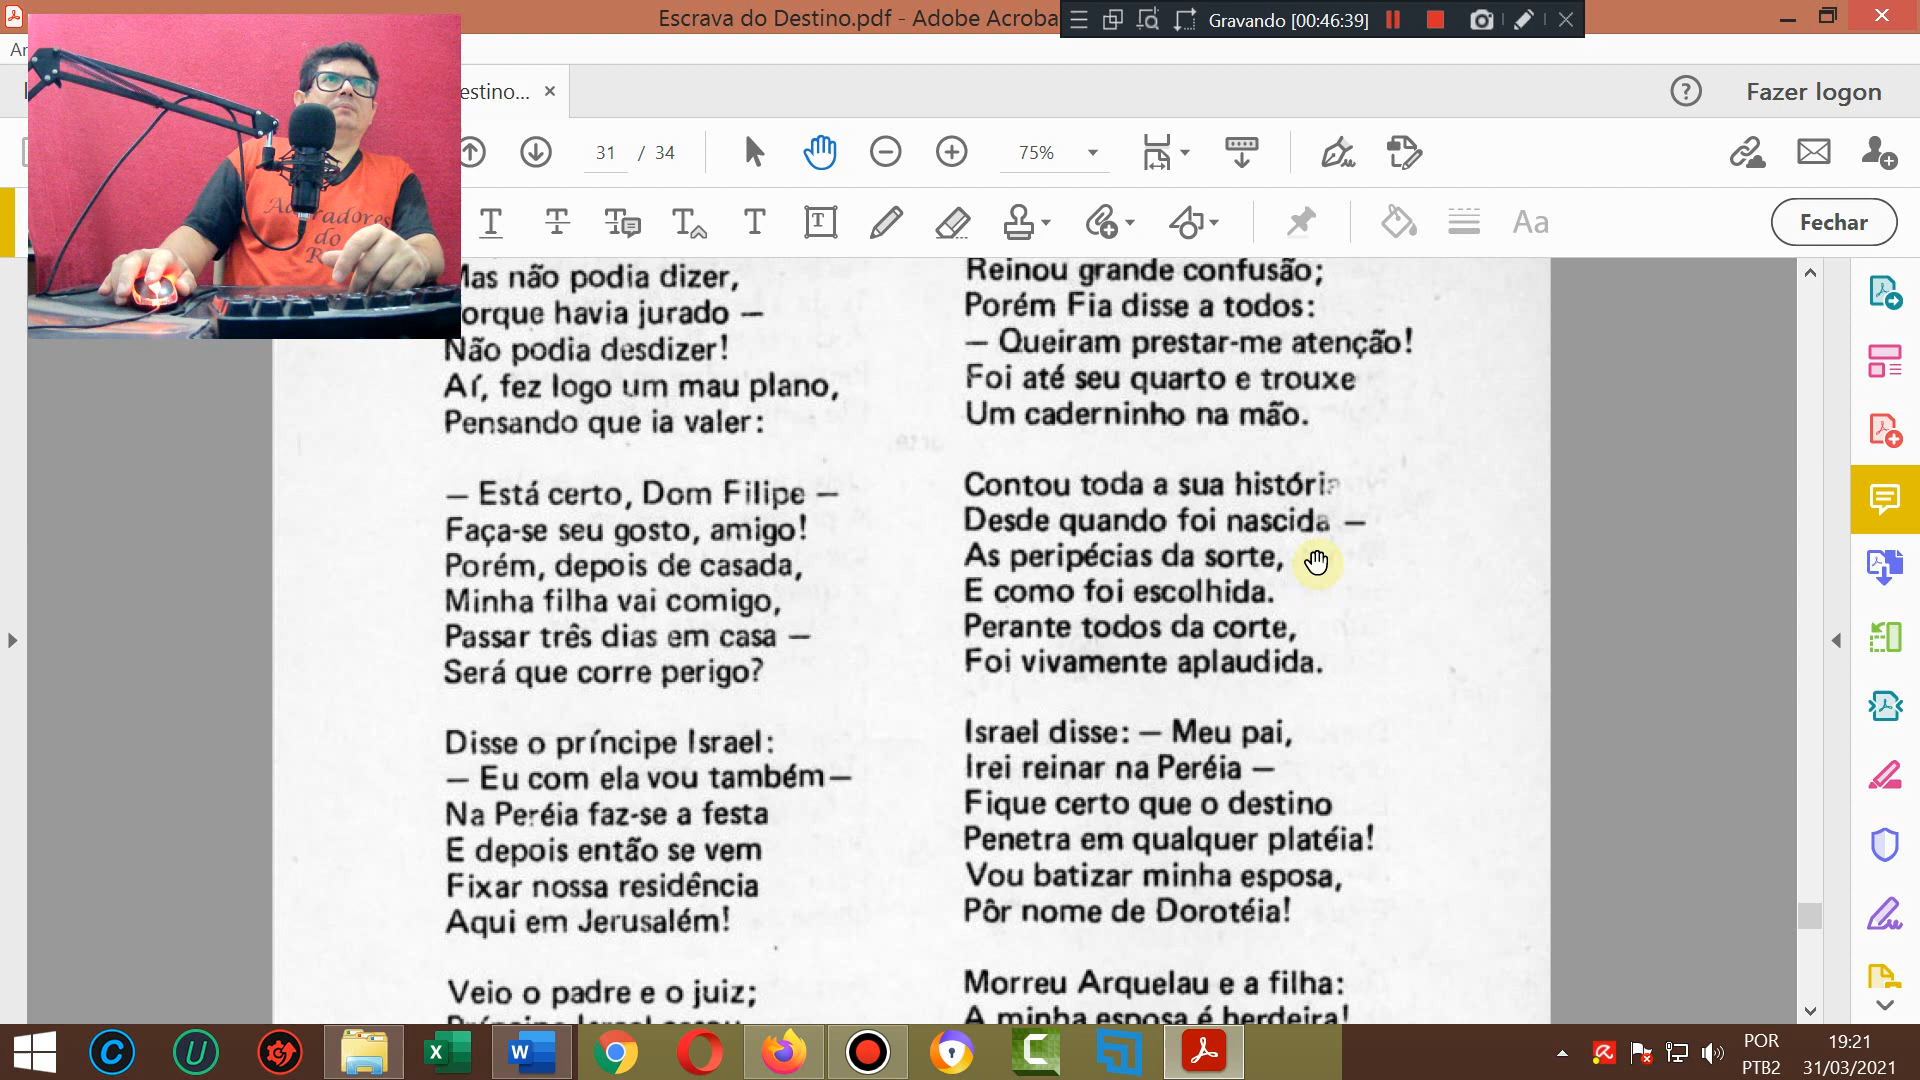 Escrava do Destino.pdf - Adobe Acroba
Gravando [00:46:39]
estino...
Fazer logon
31 / 34
75%
Fechar
Aa
Adoradores
do
R
Mas não podia dizer,
orque havia jurado —
Não podia desdizer!
Aí, fez logo um mau plano,
Pensando que ia valer:
— Está certo, Dom Filipe —
Faça-se seu gosto, amigo!
Porém, depois de casada,
Minha filha vai comigo,
Passar três dias em casa —
Será que corre perigo?
Disse o príncipe Israel:
— Eu com ela vou também —
Na Peréia faz-se a festa
E depois então se vem
Fixar nossa residência
Aqui em Jerusalém!
Veio o padre e o juiz;
Reinou grande confusão;
Porém Fia disse a todos:
— Queiram prestar-me atenção!
Foi até seu quarto e trouxe
Um caderninho na mão.
Contou toda a sua história
Desde quando foi nascida —
As peripécias da sorte,
E como foi escolhida.
Perante todos da corte,
Foi vivamente aplaudida.
Israel disse: — Meu pai,
Irei reinar na Peréia —
Fique certo que o destino
Penetra em qualquer platéia!
Vou batizar minha esposa,
Pôr nome de Dorotéia!
Morreu Arquelau e a filha:
A minha esposa é herdeira!
POR
PTB2
19:21
31/03/2021